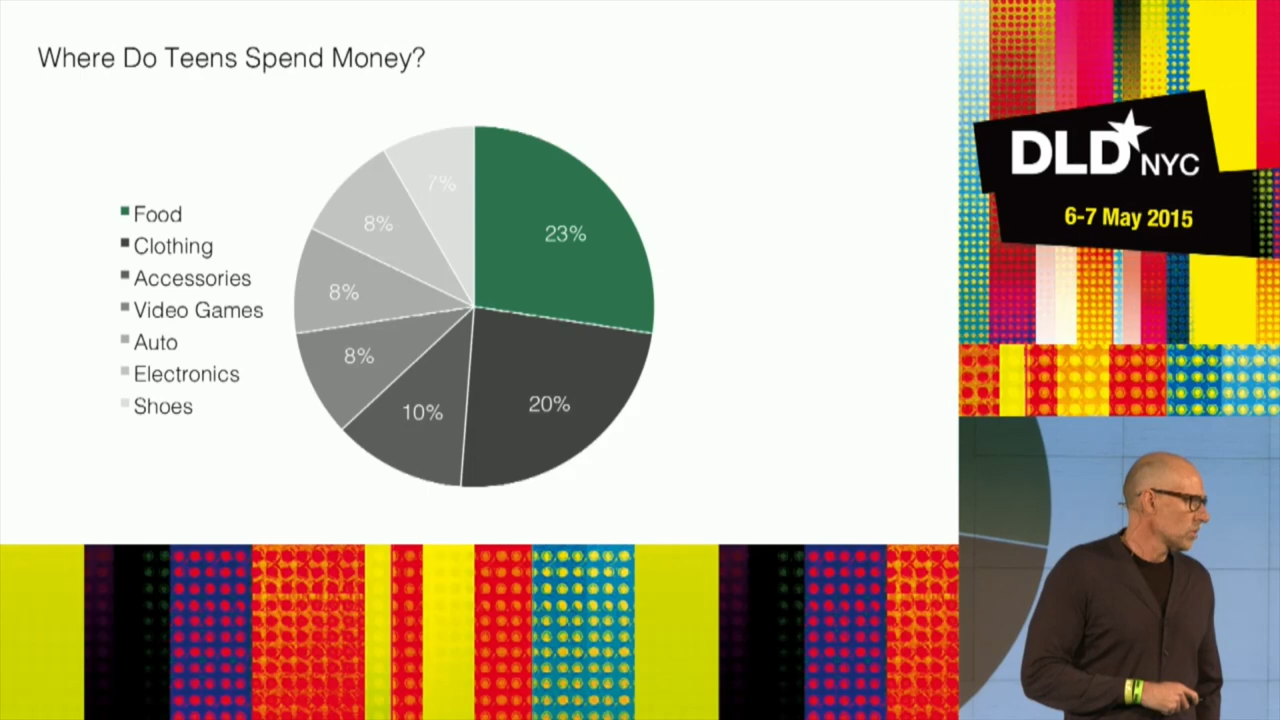 Where Do Teens Spend Money?
Food
Clothing
Accessories
Video Games
Auto
Electronics
Shoes
23%
20%
10%
8%
8%
8%
7%
DLD NYC
6-7 May 2015